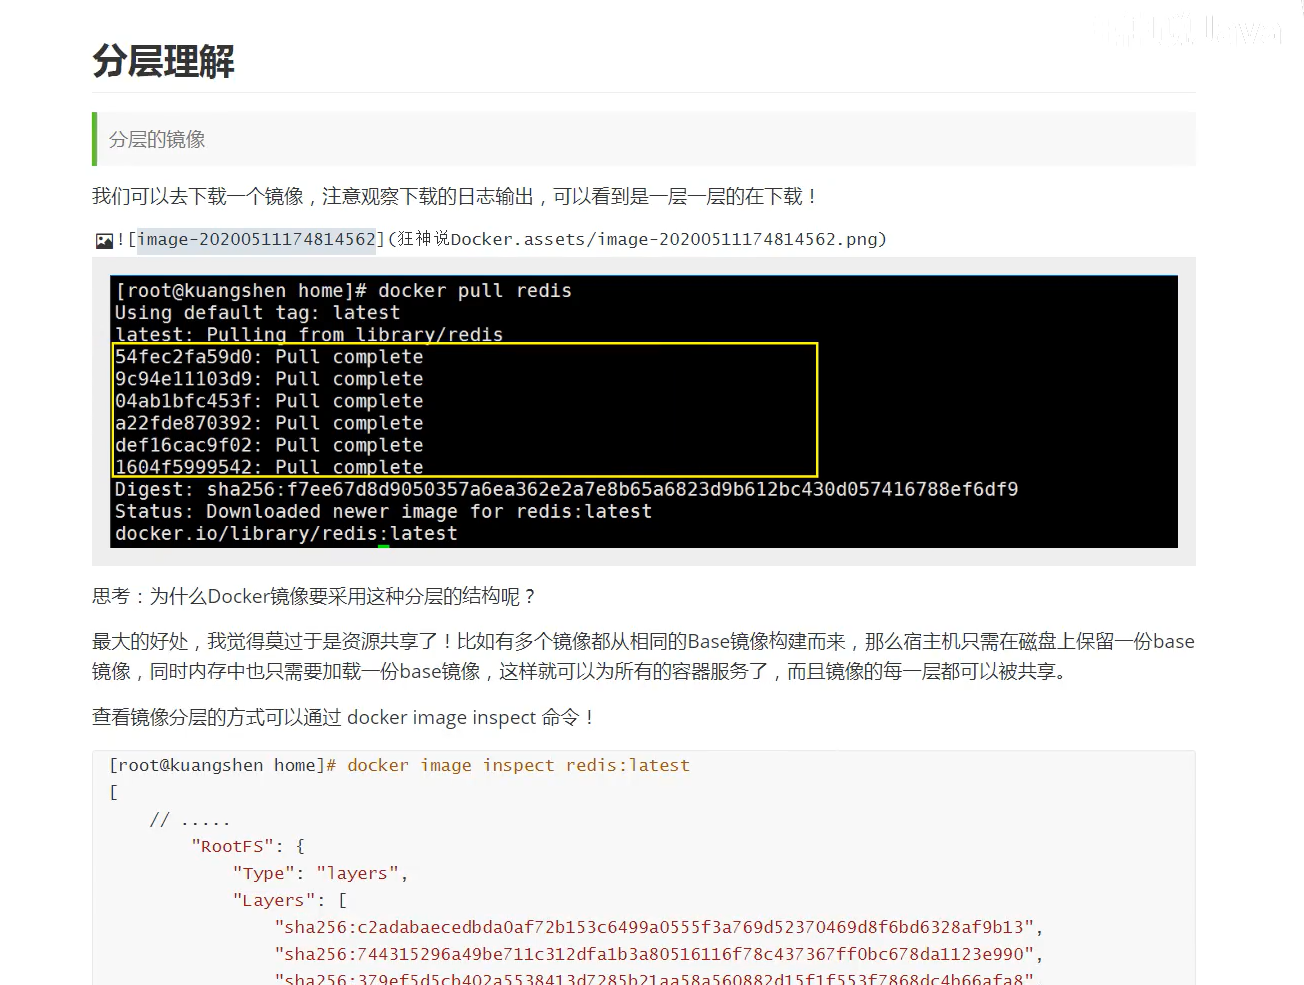 分层理解
分层的镜像
我们可以去下载一个镜像，注意观察下载的日志输出，可以看到是一层一层的在下载！
![image-20200511174814562](狂神说Docker.assets/image-20200511174814562.png)
[root@kuangshen home]# docker pull redis
Using default tag: latest
latest: Pulling from library/redis
54fec2fa59d0: Pull complete
9c94e11103d9: Pull complete
04ab1bfc453f: Pull complete
a22fde870392: Pull complete
def16cac9f02: Pull complete
1604f5999542: Pull complete
Digest: sha256:f7ee67d8d9050357a6ea362e2a7e8b65a6823d9b612bc430d057416788ef6df9
Status: Downloaded newer image for redis:latest
docker.io/library/redis:latest
思考：为什么Docker镜像要采用这种分层的结构呢？
最大的好处，我觉得莫过于是资源共享了！比如有多个镜像都从相同的Base镜像构建而来，那么宿主机只需在磁盘上保留一份base
镜像，同时内存中也只需要加载一份base镜像，这样就可以为所有的容器服务了，而且镜像的每一层都可以被共享。
查看镜像分层的方式可以通过 docker image inspect 命令！
[root@kuangshen home]# docker image inspect redis:latest
[
// .....
"RootFS": {
"Type": "layers",
"Layers": [
"sha256:c2adabaecedbda0af72b153c6499a0555f3a769d52370469d8f6bd6328af9b13",
"sha256:744315296a49be711c312dfa1b3a80516116f78c437367ff0bc678da1123e990",
"sha256:379ef5d5cb402a5538413d7285b21aa58a560882d15f1f553f7868dc4b66afa8",